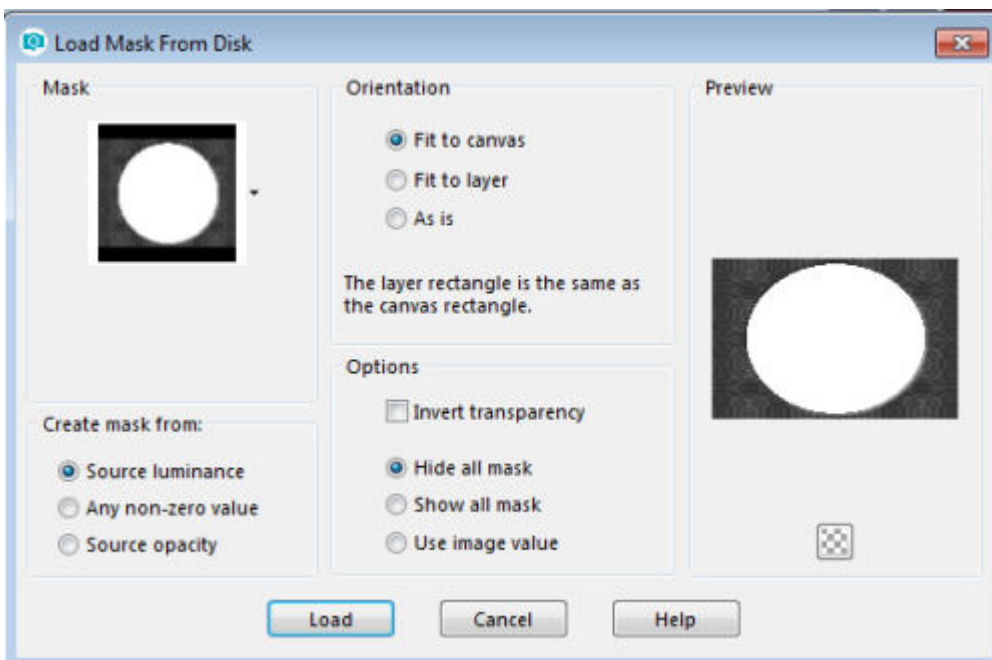 Load Mask From Disk
Mask
Orientation
Preview
Fit to canvas
Fit to layer
As is
The layer rectangle is the same as
the canvas rectangle.
Options
Invert transparency
Create mask from:
Source luminance
Any non-zero value
Source opacity
Hide all mask
Show all mask
Use image value
Load
Cancel
Help